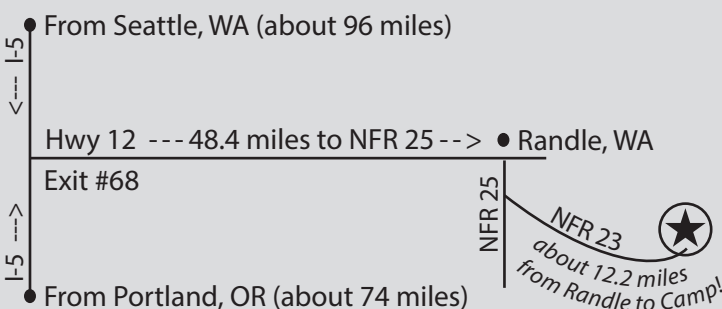 From Seattle, WA (about 96 miles)
<--- I-5
Hwy 12 --- 48.4 miles to NFR 25 --> Randle, WA
Exit #68
NFR 25
NFR 23
about 12.2 miles
from Randle to Camp!
I-5 --->
From Portland, OR (about 74 miles)